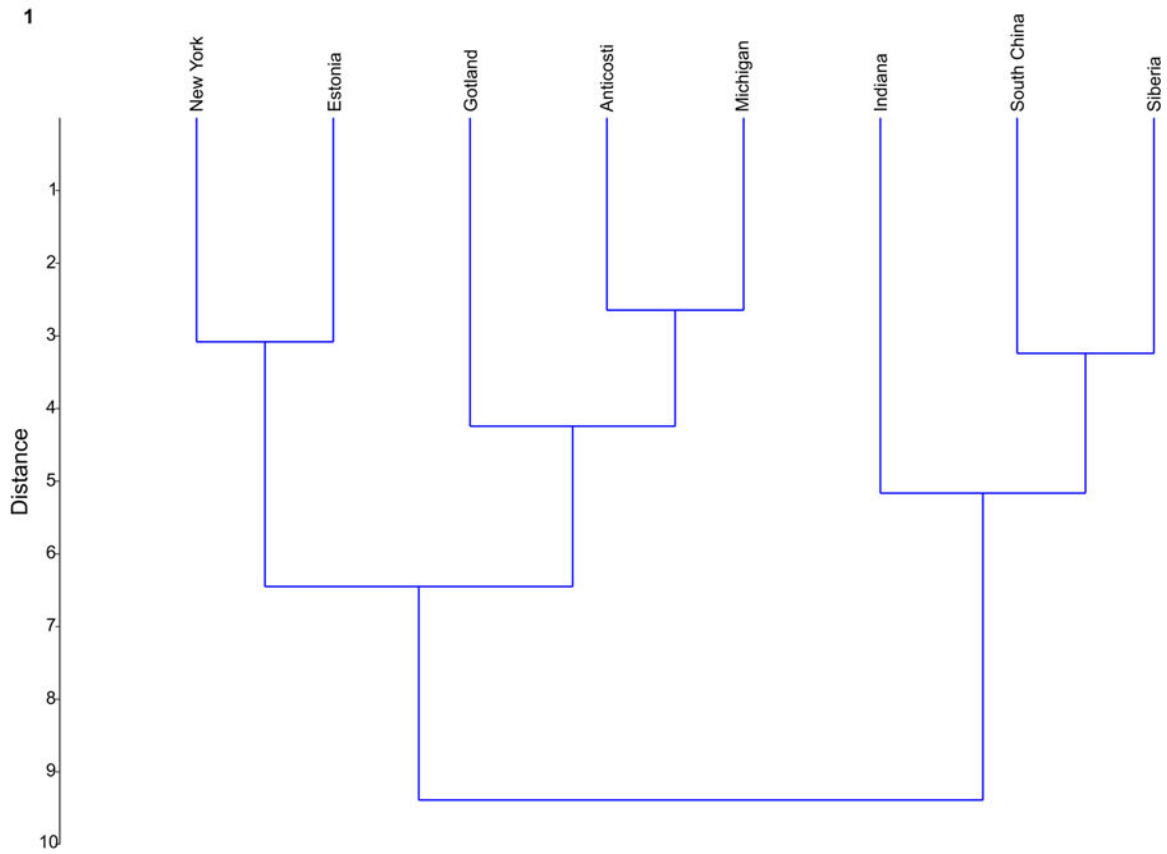 1
New York
Estonia
Gotland
Anticosti
Michigan
Indiana
South China
Siberia
1
2
3
4
5
6
7
8
9
10
Distance